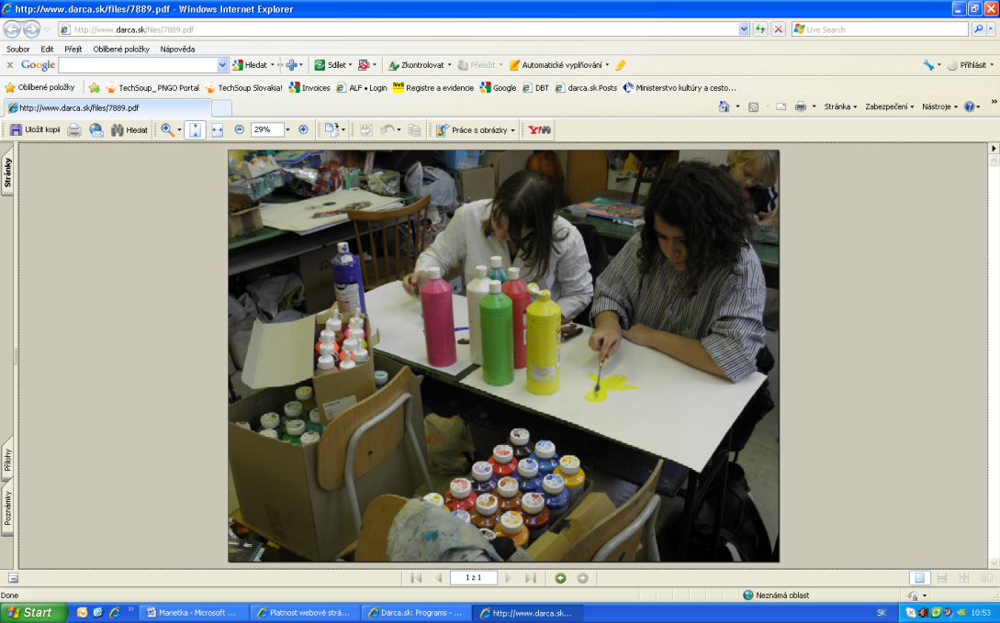 http://www.darca.sk/files/7889.pdf - Windows Internet Explorer
http://www.darca.sk/files/7889.pdf
Live Search
Soubor Edit Přejít Oblíbené položky Nápověda
x Google Hledat Sdílet Zkontrolovat Přeložit Automatické vyplňování Přihlásit
Oblíbené položky TechSoup_ PNGO Portal TechSoup Slovakia! Invoices ALF • Login Registre a evidencie Google DBT darca.sk Posts Ministerstvo kultúry a cesto...
http://www.darca.sk/files/7889.pdf Stránka Zabezpečení Nástroje
Uložit kopii Hledat 29% Práce s obrázky Y!
Stránky
Přílohy
Poznámky
1 z 1
Done Neznámá oblast
Start Marietka - Microsoft ... Platnost webové strá... Darca.sk: Programs - ... http://www.darca.sk... SK 10:53